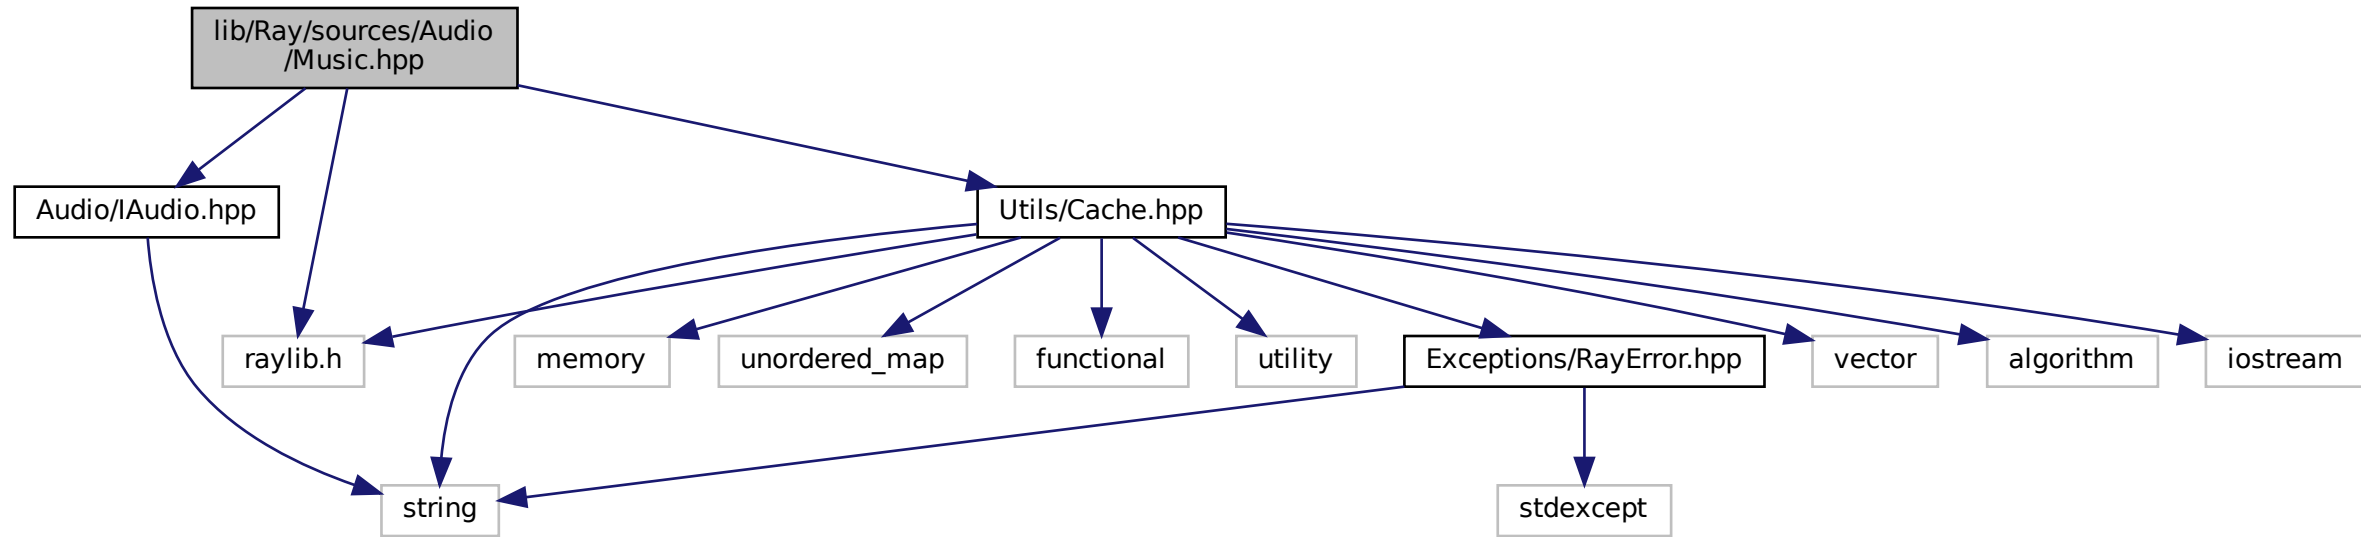 lib/Ray/sources/Audio
/Music.hpp
Audio/IAudio.hpp
Utils/Cache.hpp
raylib.h
memory
unordered_map
functional
utility
Exceptions/RayError.hpp
vector
algorithm
iostream
string
stdexcept